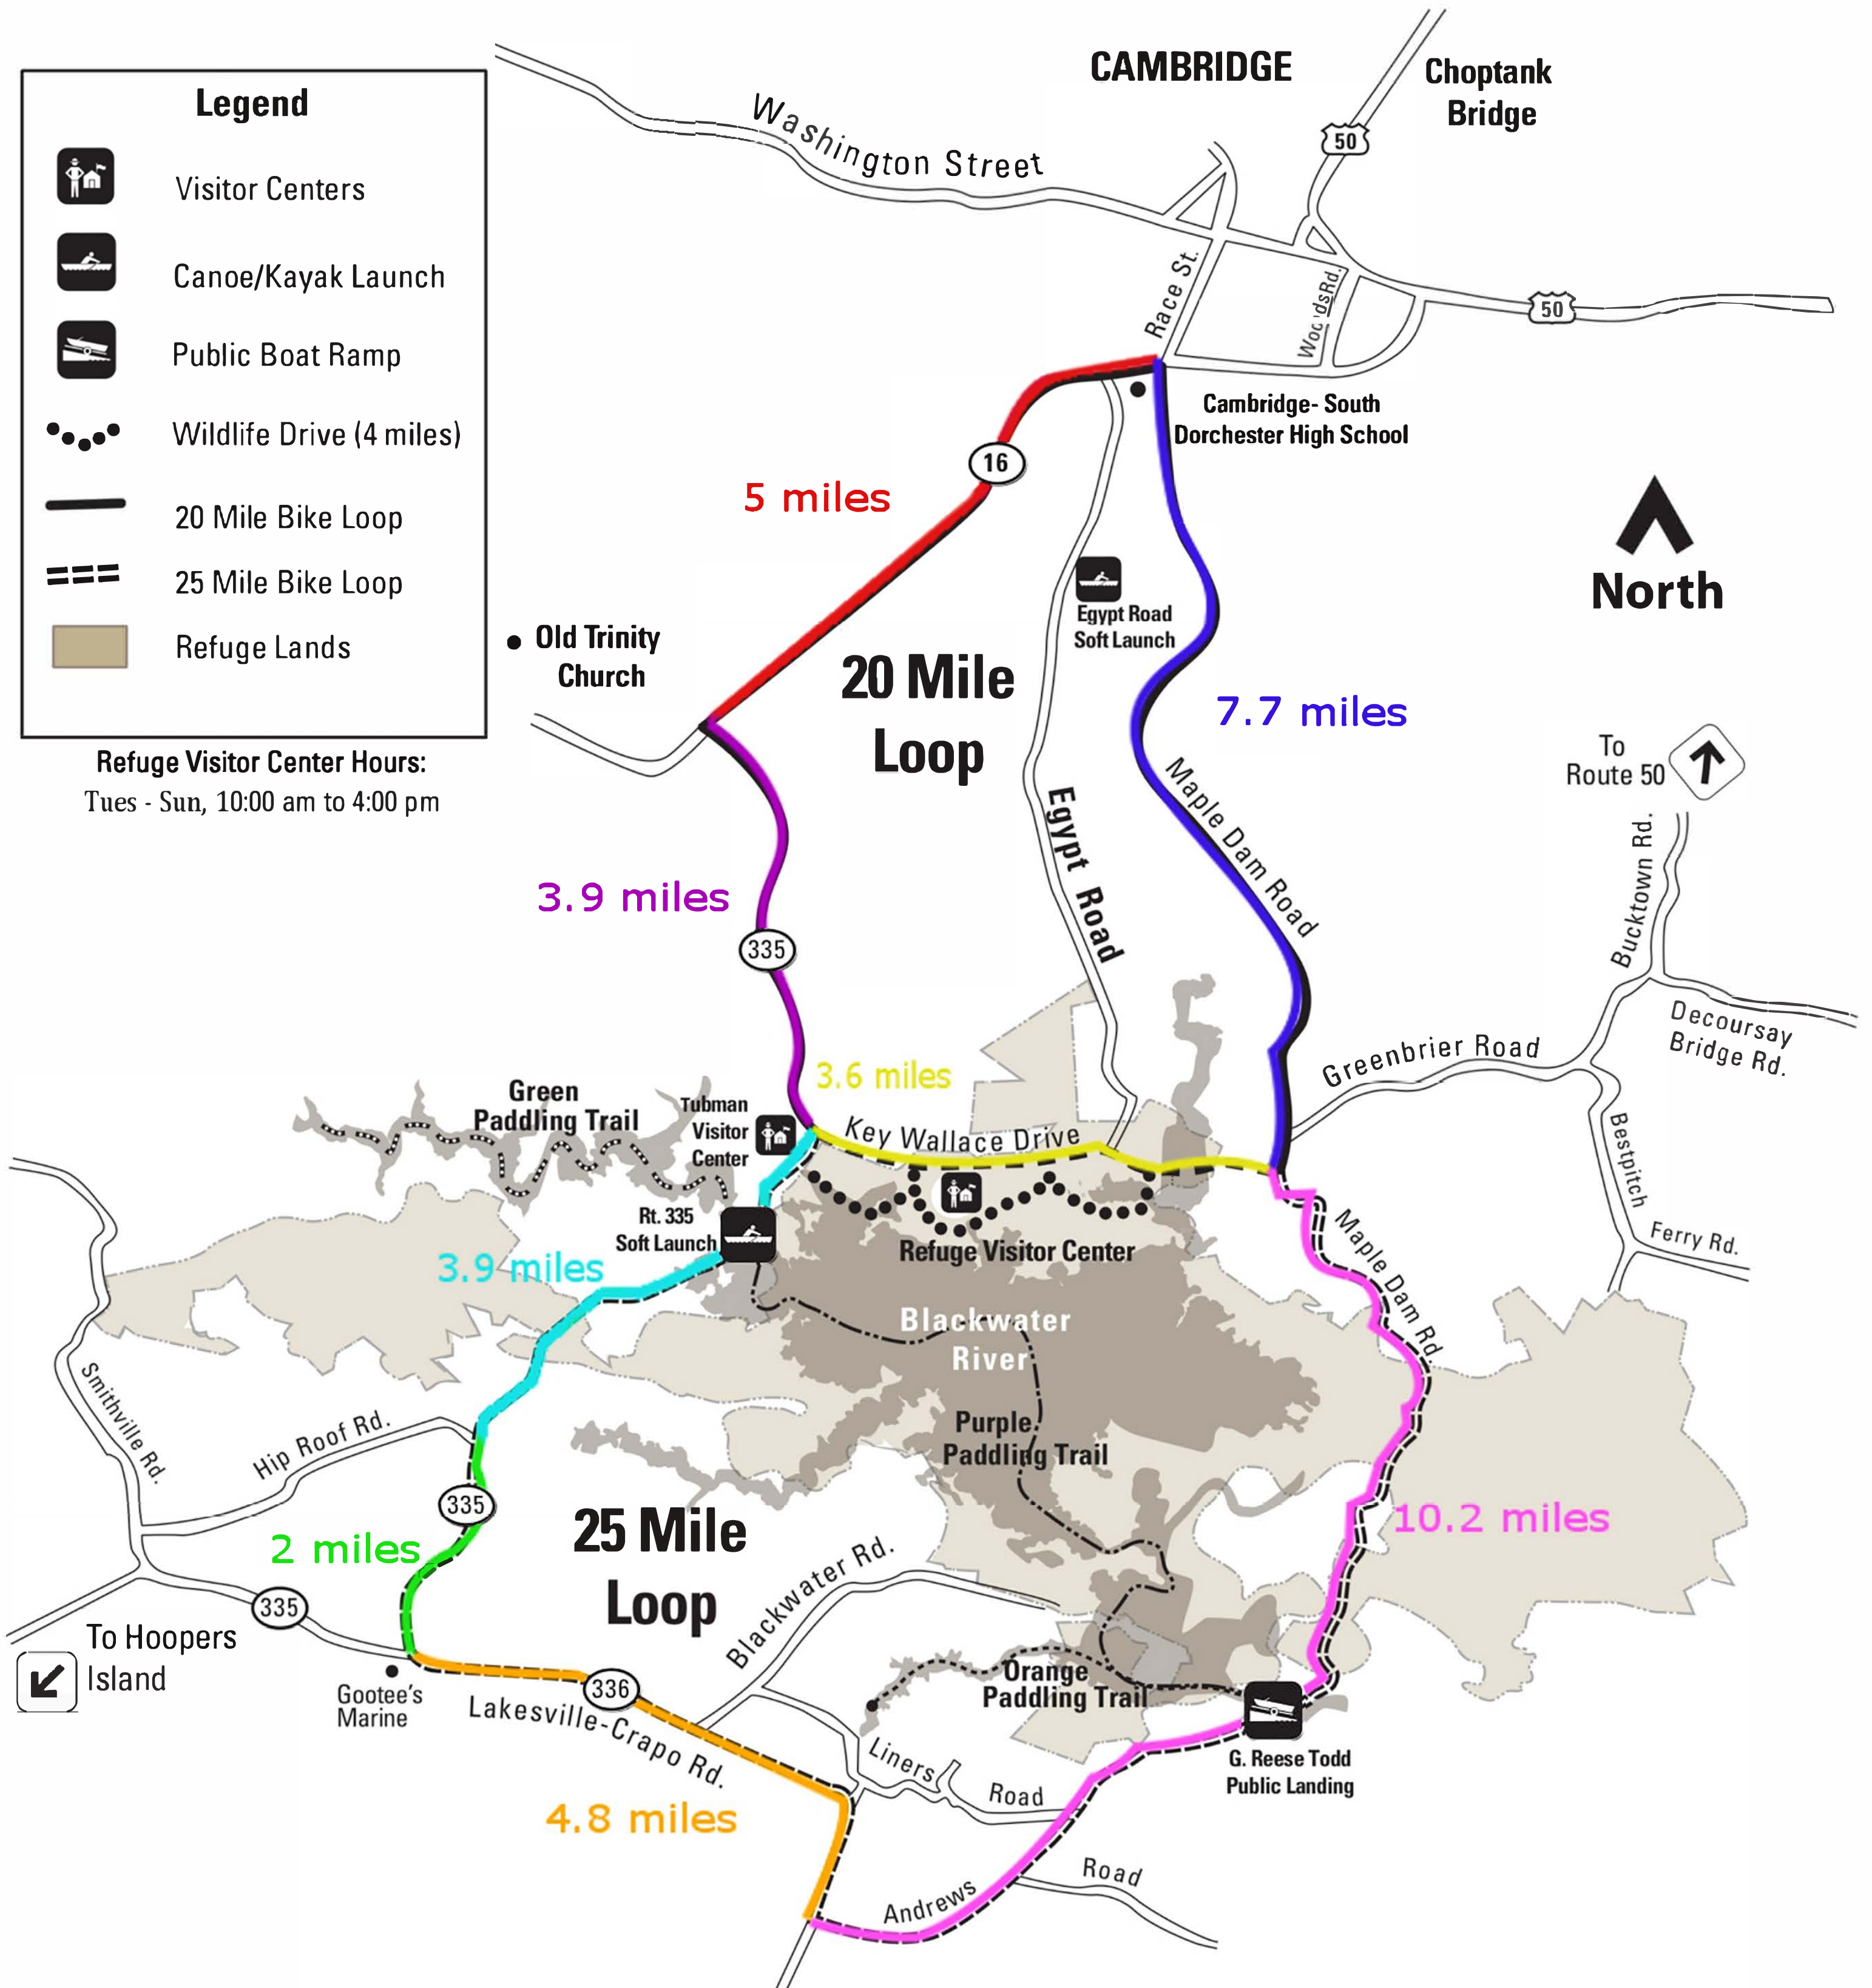 CAMBRIDGE
Choptank
Bridge
50
Washington Street
Legend
Visitor Centers
Canoe/Kayak Launch
Public Boat Ramp
Wildlife Drive (4 miles)
20 Mile Bike Loop
25 Mile Bike Loop
Refuge Lands
Refuge Visitor Center Hours:
Tues - Sun, 10:00 am to 4:00 pm
Race St.
WoodsRd.
50
Cambridge- South
Dorchester High School
16
5 miles
North
Egypt Road
Soft Launch
Old Trinity
Church
20 Mile
Loop
7.7 miles
To
Route 50
Maple Dam Road
Egypt Road
Bucktown Rd.
3.9 miles
335
Decoursay
Bridge Rd.
Greenbrier Road
3.6 miles
Green
Paddling Trail
Tubman
Visitor
Center
Key Wallace Drive
Bestpitch
Ferry Rd.
Rt. 335
Soft Launch
Refuge Visitor Center
Maple Dam Rd.
3.9 miles
Blackwater
River
Smithville Rd.
Hip Roof Rd.
Purple
Paddling Trail
335
25 Mile
Loop
10.2 miles
2 miles
Blackwater Rd.
335
To Hoopers
Island
Orange
Paddling Trail
336
Gootee's
Marine
Lakesville-Crapo Rd.
Liners
Road
G. Reese Todd
Public Landing
4.8 miles
Andrews
Road